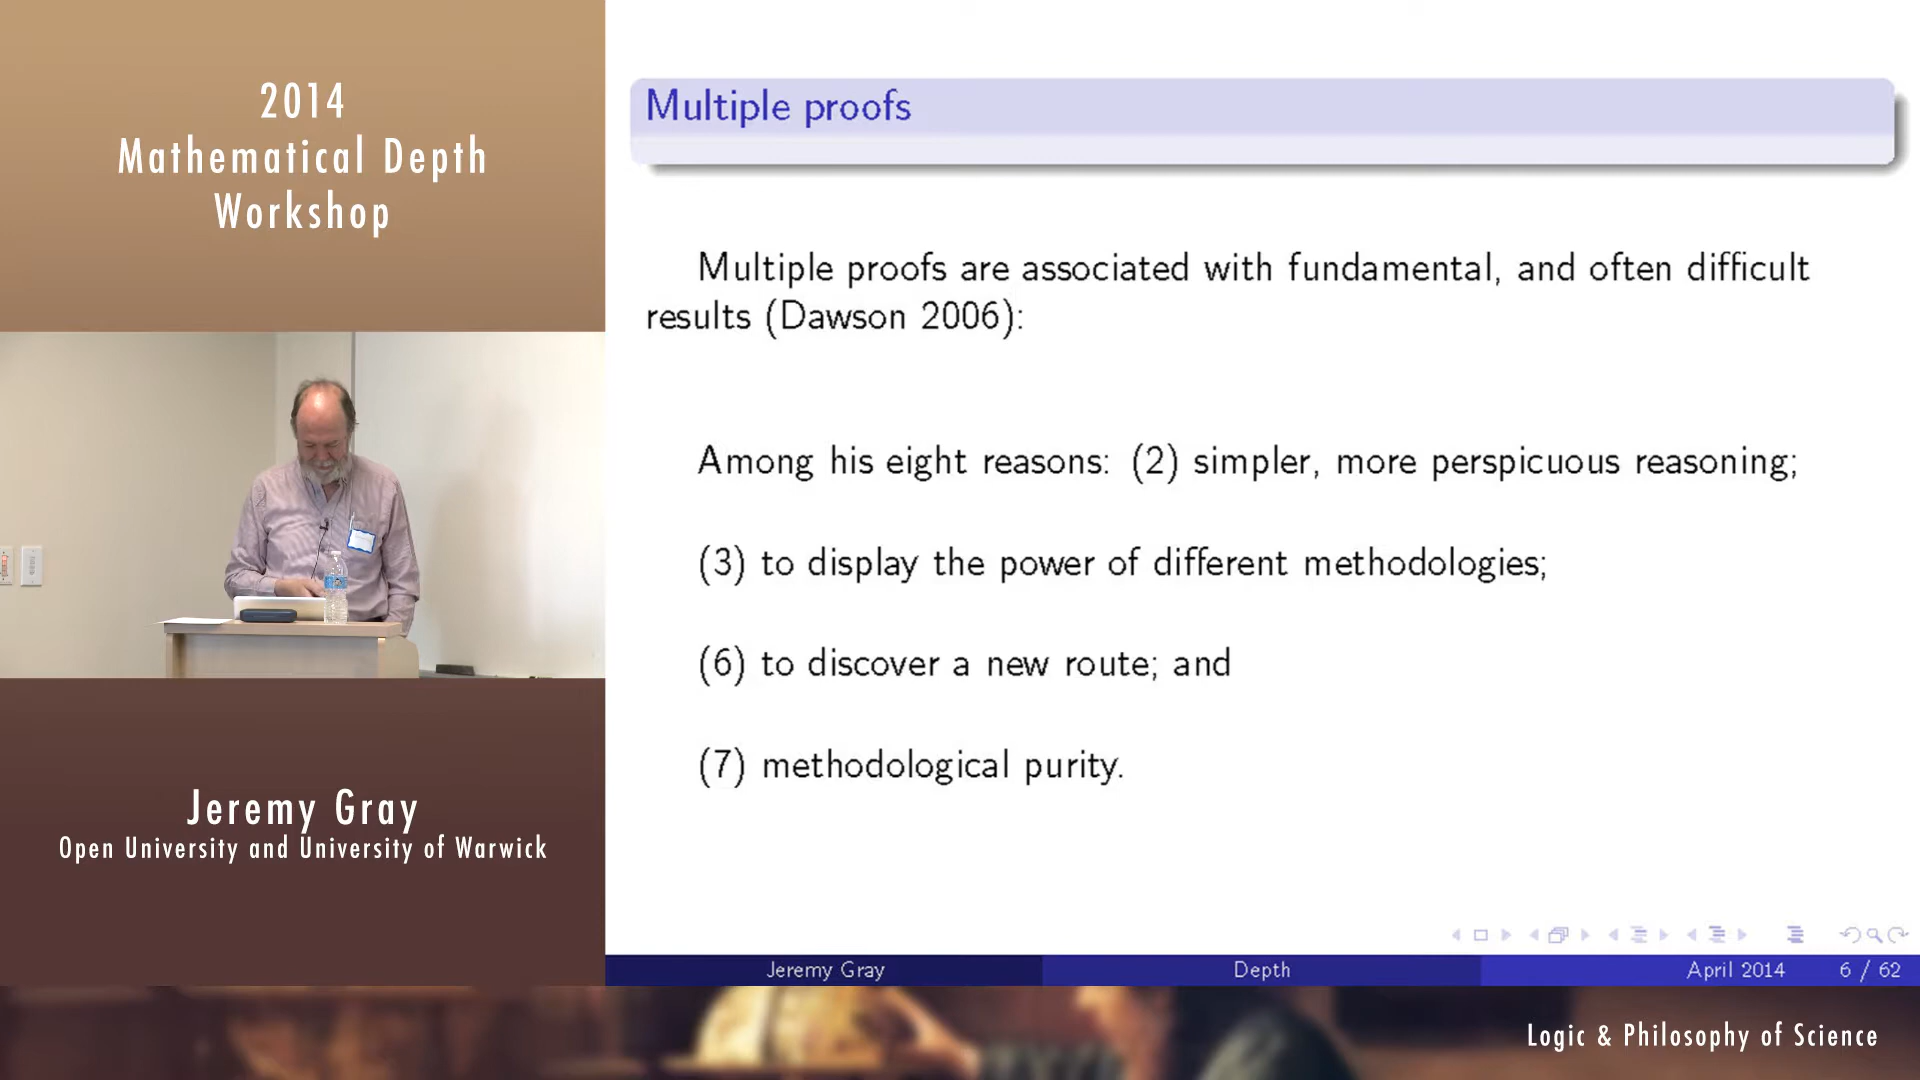 2014
Mathematical Depth
Workshop
Jeremy Gray
Open University and University of Warwick
Multiple proofs
Multiple proofs are associated with fundamental, and often difficult
results (Dawson 2006):
Among his eight reasons: (2) simpler, more perspicuous reasoning;
(3) to display the power of different methodologies;
(6) to discover a new route; and
(7) methodological purity.
Jeremy Gray
Depth
April 2014
6 / 62
Logic & Philosophy of Science